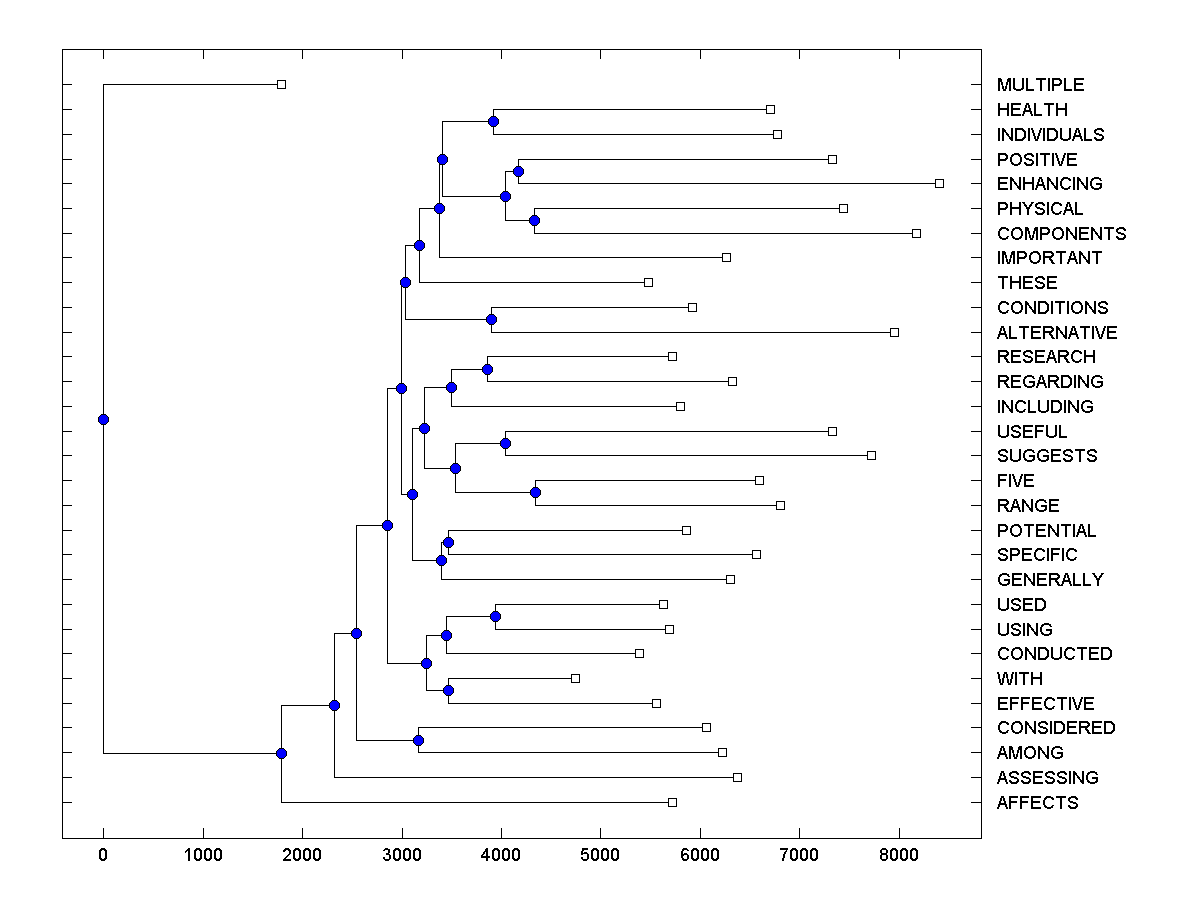 MULTIPLE
HEALTH
INDIVIDUALS
POSITIVE
ENHANCING
PHYSICAL
COMPONENTS
IMPORTANT
THESE
CONDITIONS
ALTERNATIVE
RESEARCH
REGARDING
INCLUDING
USEFUL
SUGGESTS
FIVE
RANGE
POTENTIAL
SPECIFIC
GENERALLY
USED
USING
CONDUCTED
WITH
EFFECTIVE
CONSIDERED
AMONG
ASSESSING
AFFECTS
0 1000 2000 3000 4000 5000 6000 7000 8000